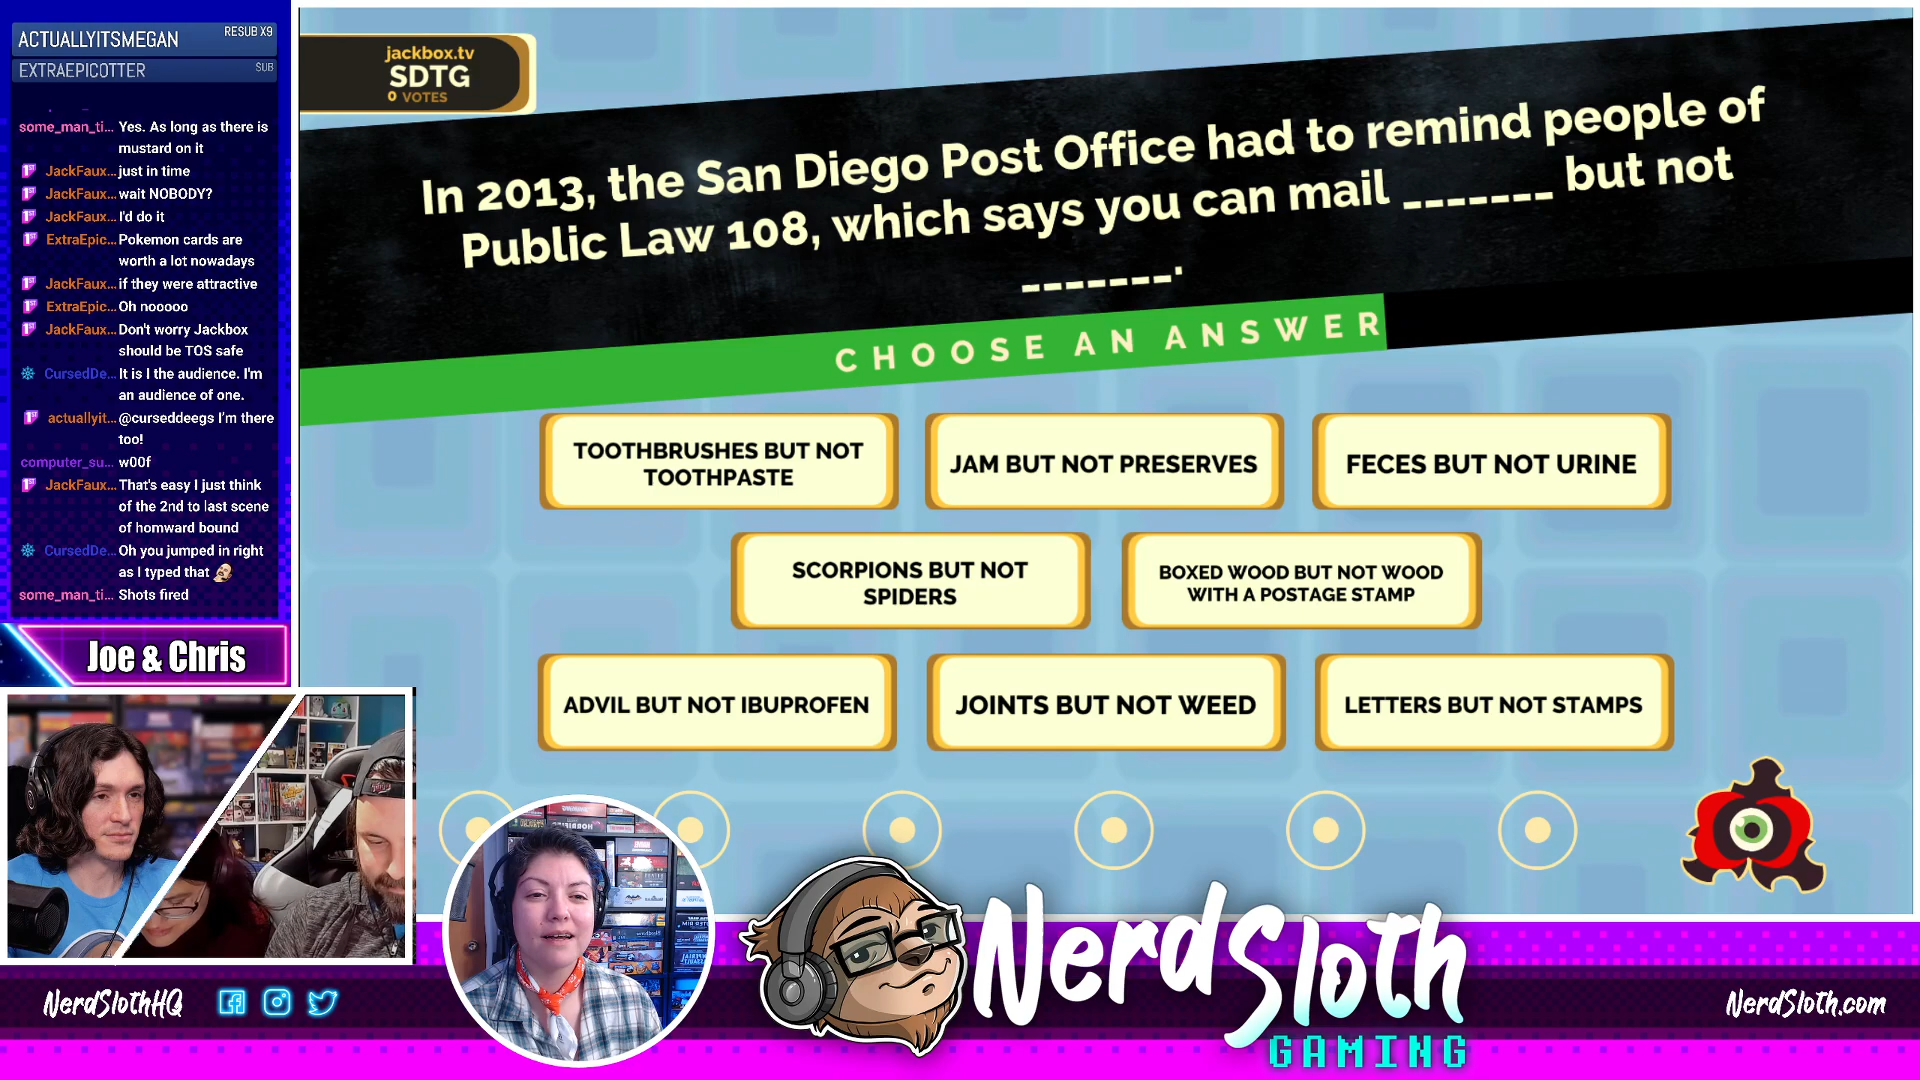 ACTUALLYITSMEGAN RESUB X9
EXTRAEPICOTTER SUB
some_man_ti... Yes. As long as there is
mustard on it
JackFaux... just in time
JackFaux... wait NOBODY?
JackFaux... I'd do it
ExtraEpic... Pokemon cards are
worth a lot nowadays
JackFaux... if they were attractive
ExtraEpic... Oh nooooo
JackFaux... Don't worry Jackbox
should be TOS safe
CursedDe... It is I the audience. I'm
an audience of one.
actuallyit... @curseddeegs I'm there
too!
computer_su... w00f
JackFaux... That's easy I just think
of the 2nd to last scene
of homward bound
CursedDe... Oh you jumped in right
as I typed that
some_man_ti... Shots fired
Joe & Chris
jackbox.tv
SDTG
0 VOTES
In 2013, the San Diego Post Office had to remind people of
Public Law 108, which says you can mail _______ but not
_______.
CHOOSE AN ANSWER
TOOTHBRUSHES BUT NOT
TOOTHPASTE
JAM BUT NOT PRESERVES
FECES BUT NOT URINE
SCORPIONS BUT NOT
SPIDERS
BOXED WOOD BUT NOT WOOD
WITH A POSTAGE STAMP
ADVIL BUT NOT IBUPROFEN
JOINTS BUT NOT WEED
LETTERS BUT NOT STAMPS
NerdSlothHQ
NerdSloth
GAMING
NerdSloth.com